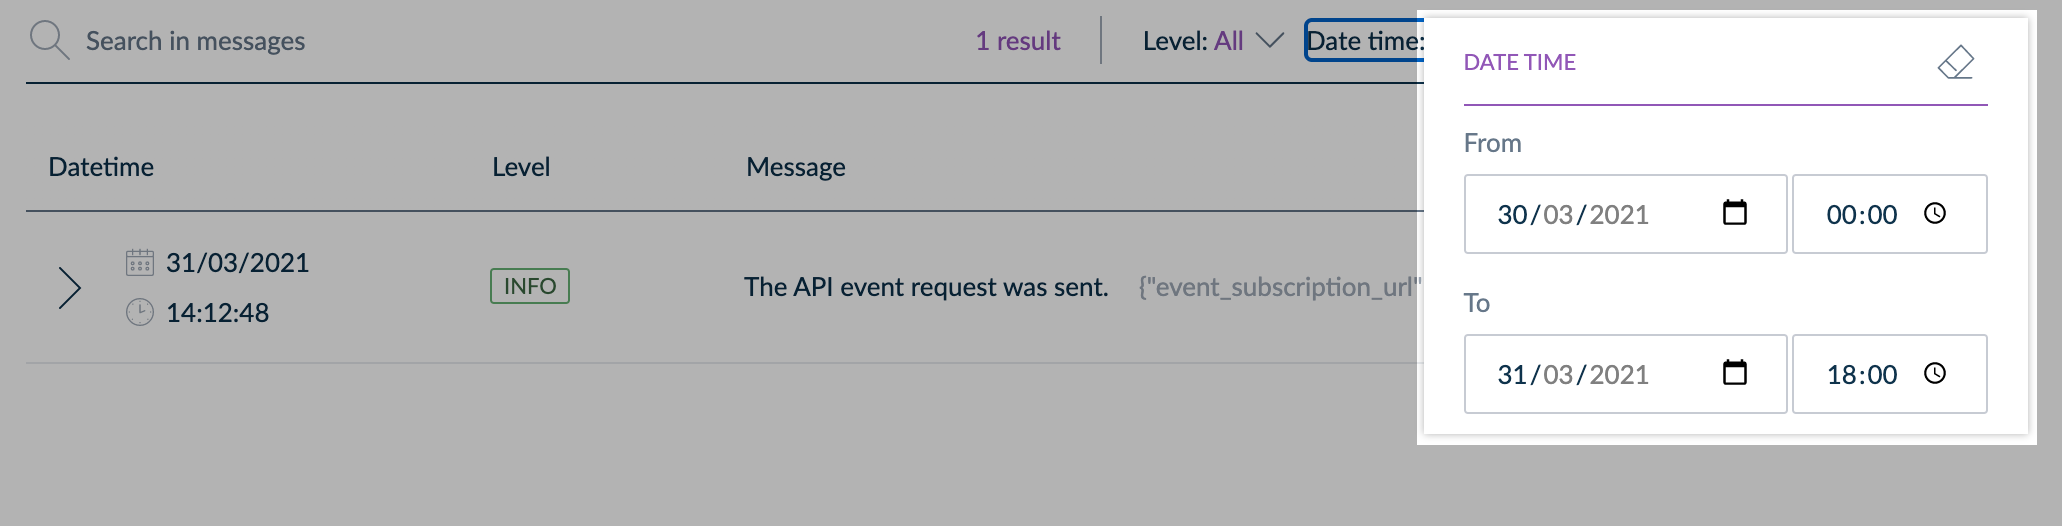 Search in messages
1 result
Level: All
Date time:
Datetime
Level
Message
31/03/2021
14:12:48
INFO
The API event request was sent.
{"event_subscription_url"
DATE TIME
From
30/03/2021
00:00
To
31/03/2021
18:00